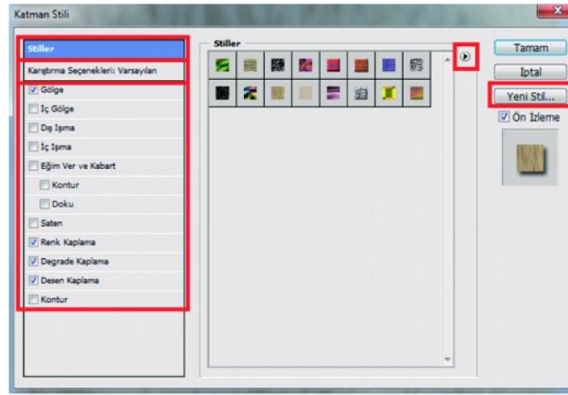 Katman Stili
Stiller
Karıştırma Seçenekleri: Varsayılan
Gölge
İç Gölge
Dış Işıma
İç Işıma
Eğim Ver ve Kabart
Kontur
Doku
Saten
Renk Kaplama
Degrade Kaplama
Desen Kaplama
Kontur
Stiller
Tamam
İptal
Yeni Stil...
Ön İzleme